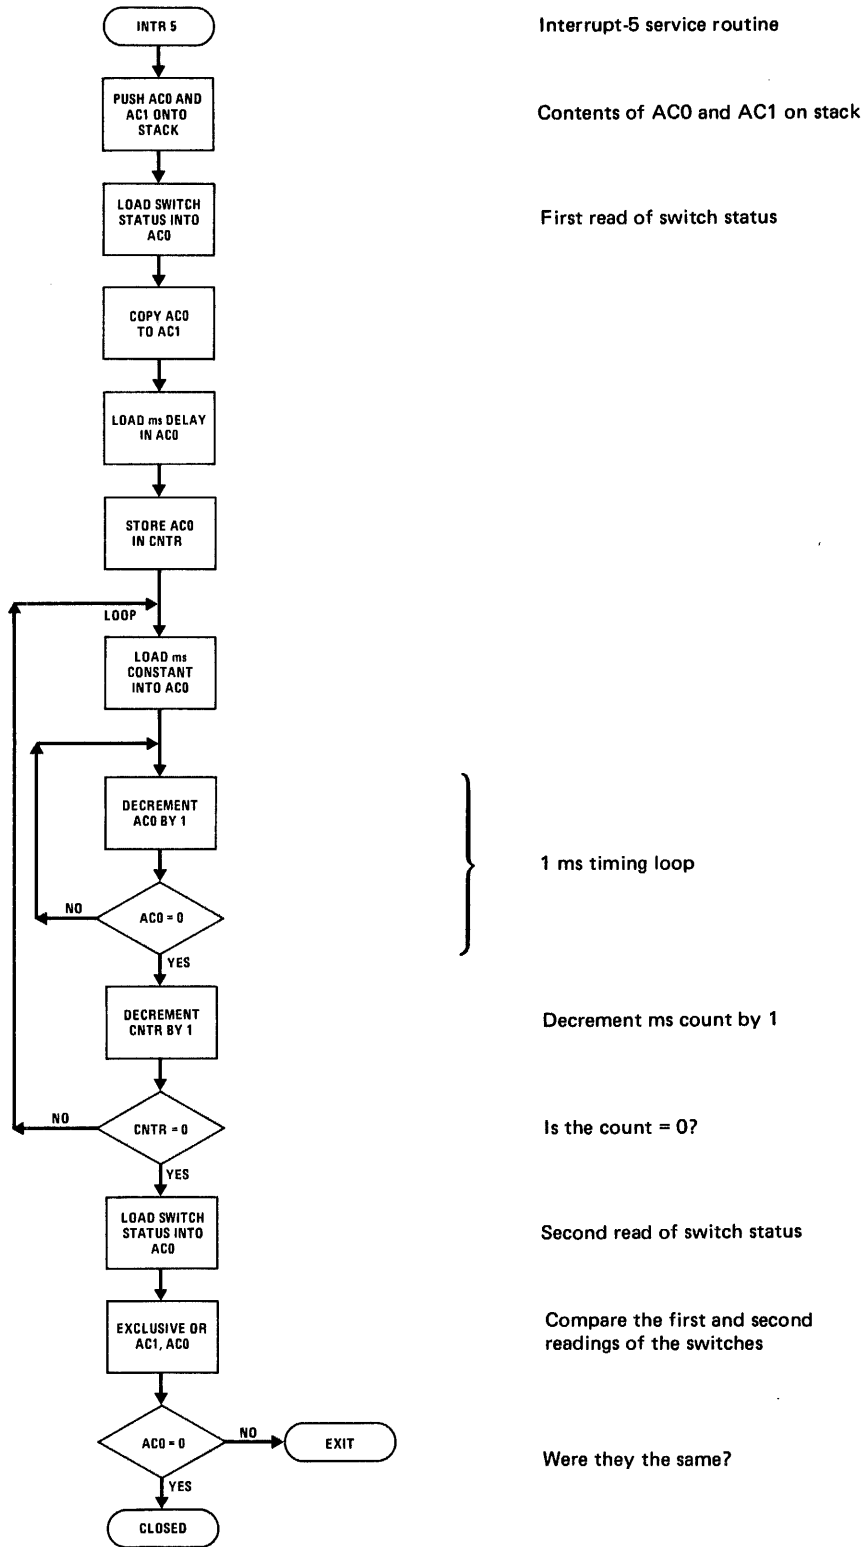 INTR 5
Interrupt-5 service routine
PUSH AC0 AND
AC1 ONTO
STACK
Contents of AC0 and AC1 on stack
LOAD SWITCH
STATUS INTO
AC0
First read of switch status
COPY AC0
TO AC1
LOAD ms DELAY
IN AC0
STORE AC0
IN CNTR
LOOP
LOAD ms
CONSTANT
INTO AC0
DECREMENT
AC0 BY 1
1 ms timing loop
AC0 = 0
NO
YES
DECREMENT
CNTR BY 1
Decrement ms count by 1
CNTR = 0
NO
Is the count = 0?
YES
LOAD SWITCH
STATUS INTO
AC0
Second read of switch status
EXCLUSIVE OR
AC1, AC0
Compare the first and second
readings of the switches
AC0 = 0
NO
EXIT
Were they the same?
YES
CLOSED